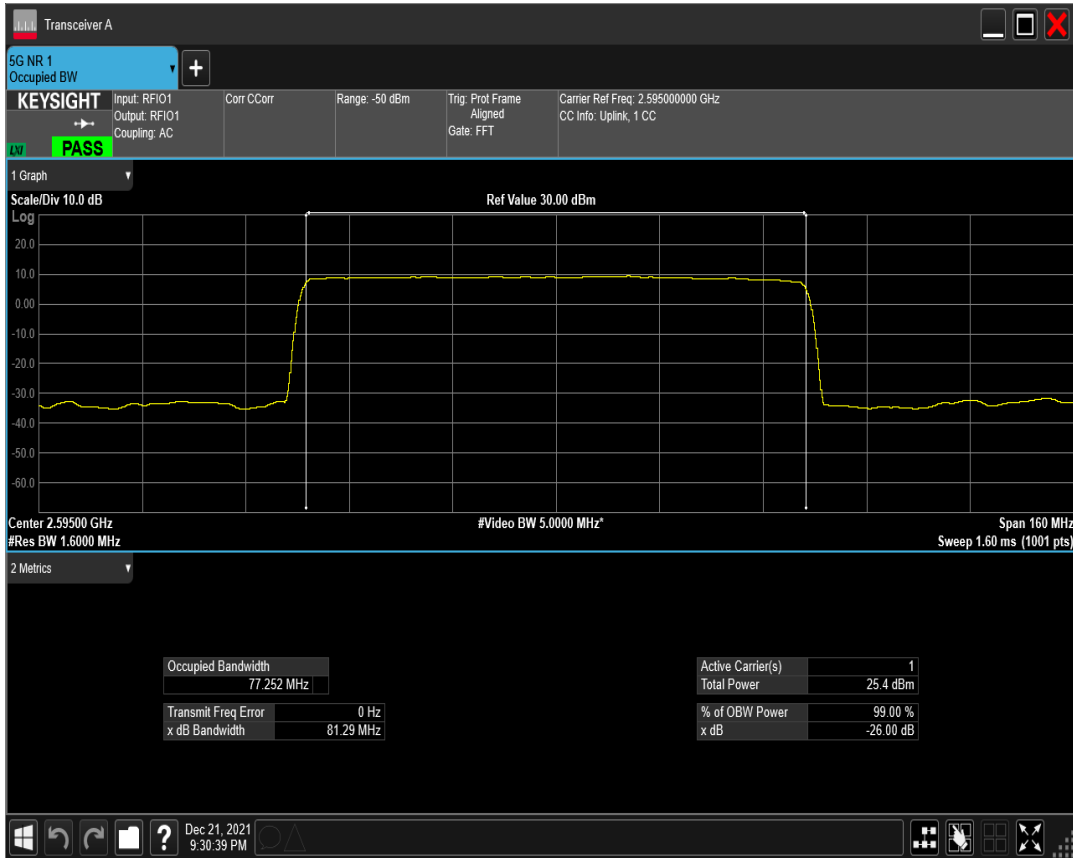 Transceiver A
5G NR 1
Occupied BW
KEYSIGHT
Input: RFIO1
Output: RFIO1
Coupling: AC
Corr CCorr
Range: -50 dBm
Trig: Prot Frame
Aligned
Gate: FFT
Carrier Ref Freq: 2.595000000 GHz
CC Info: Uplink, 1 CC
LXI
PASS
1 Graph
Scale/Div 10.0 dB
Ref Value 30.00 dBm
Log
20.0
10.0
0.00
-10.0
-20.0
-30.0
-40.0
-50.0
-60.0
Center 2.59500 GHz
#Video BW 5.0000 MHz*
Span 160 MHz
#Res BW 1.6000 MHz
Sweep 1.60 ms (1001 pts)
2 Metrics
Occupied Bandwidth
77.252 MHz
Transmit Freq Error 0 Hz
x dB Bandwidth 81.29 MHz
Active Carrier(s) 1
Total Power 25.4 dBm
% of OBW Power 99.00 %
x dB -26.00 dB
?
Dec 21, 2021
9:30:39 PM